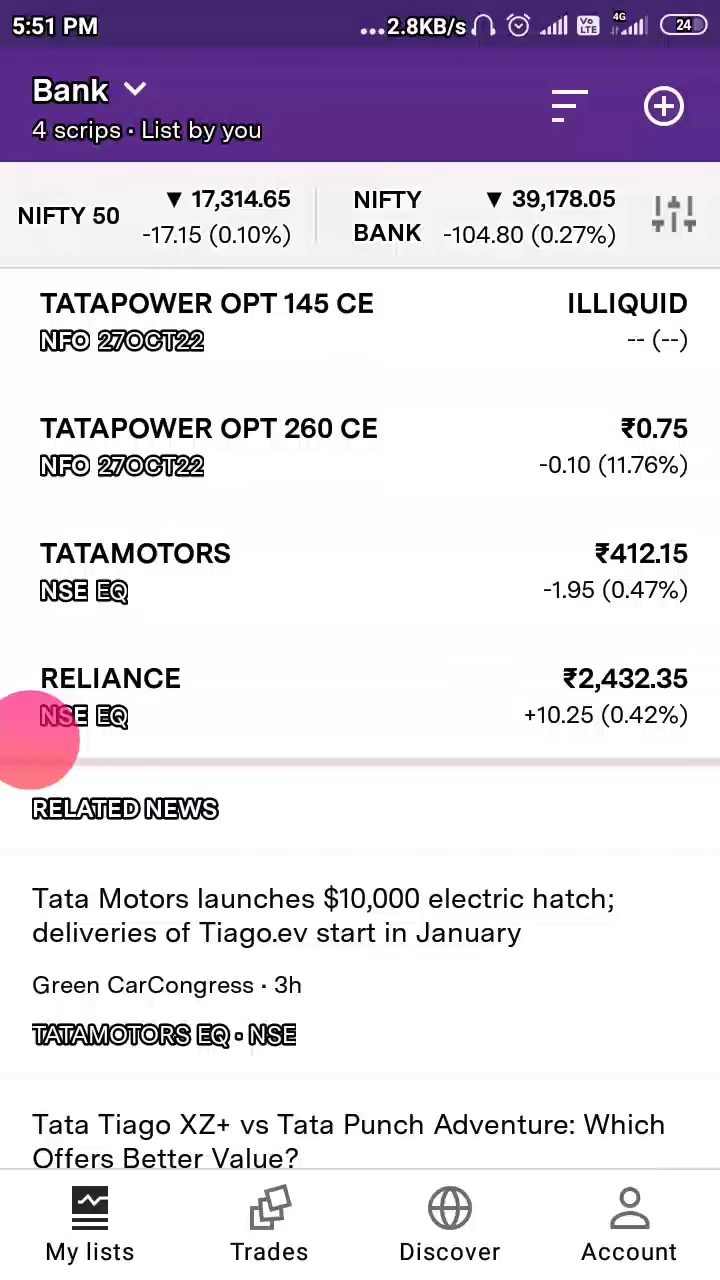 5:51 PM
...2.8KB/s Vo LTE 4G 24
Bank
4 scrips · List by you
NIFTY 50 ▼ 17,314.65 -17.15 (0.10%)
NIFTY BANK ▼ 39,178.05 -104.80 (0.27%)
TATAPOWER OPT 145 CE ILLIQUID
NFO 27OCT22 -- (--)
TATAPOWER OPT 260 CE ₹0.75
NFO 27OCT22 -0.10 (11.76%)
TATAMOTORS ₹412.15
NSE EQ -1.95 (0.47%)
RELIANCE ₹2,432.35
NSE EQ +10.25 (0.42%)
RELATED NEWS
Tata Motors launches $10,000 electric hatch;
deliveries of Tiago.ev start in January
Green CarCongress · 3h
TATAMOTORS EQ · NSE
Tata Tiago XZ+ vs Tata Punch Adventure: Which
Offers Better Value?
My lists Trades Discover Account